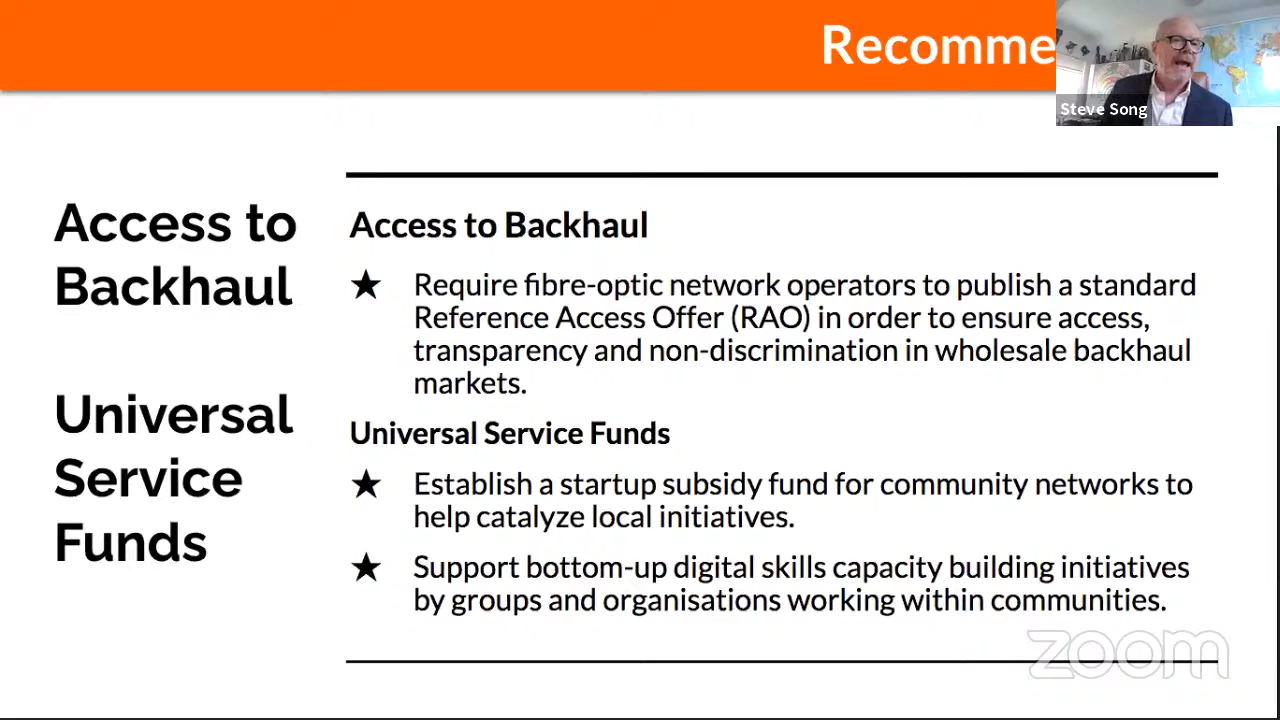 Recomme
Steve Song
Access to
Backhaul
Universal
Service
Funds
Access to Backhaul
★ Require fibre-optic network operators to publish a standard
Reference Access Offer (RAO) in order to ensure access,
transparency and non-discrimination in wholesale backhaul
markets.
Universal Service Funds
★ Establish a startup subsidy fund for community networks to
help catalyze local initiatives.
★ Support bottom-up digital skills capacity building initiatives
by groups and organisations working within communities.
zoom